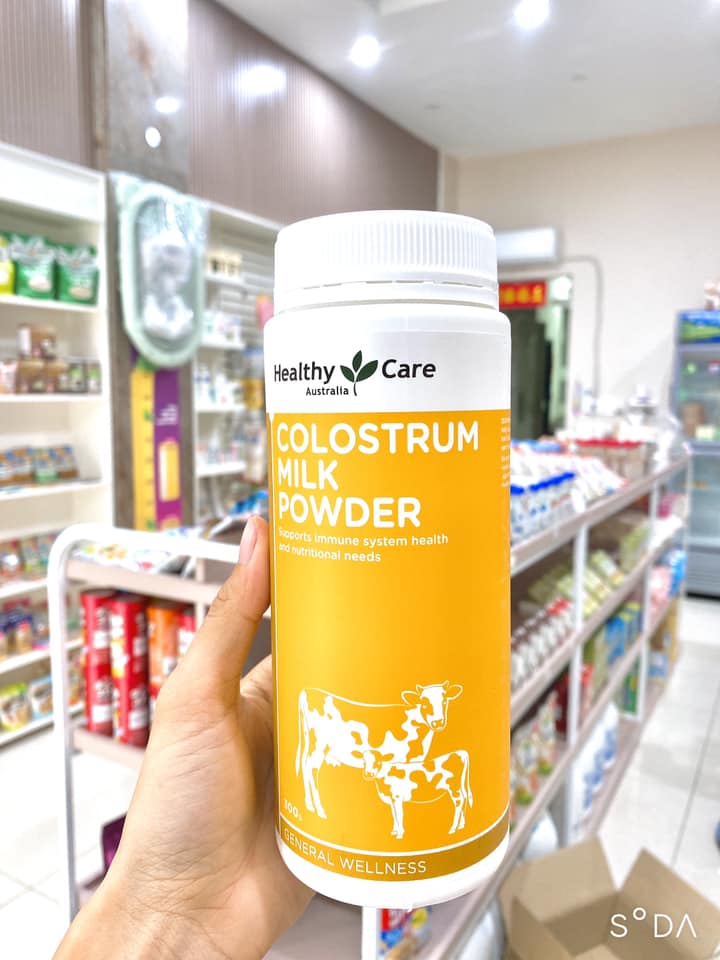 Healthy Care
Australia
COLOSTRUM
MILK
POWDER
Supports immune system health
and nutritional needs
300g
GENERAL WELLNESS
SODA